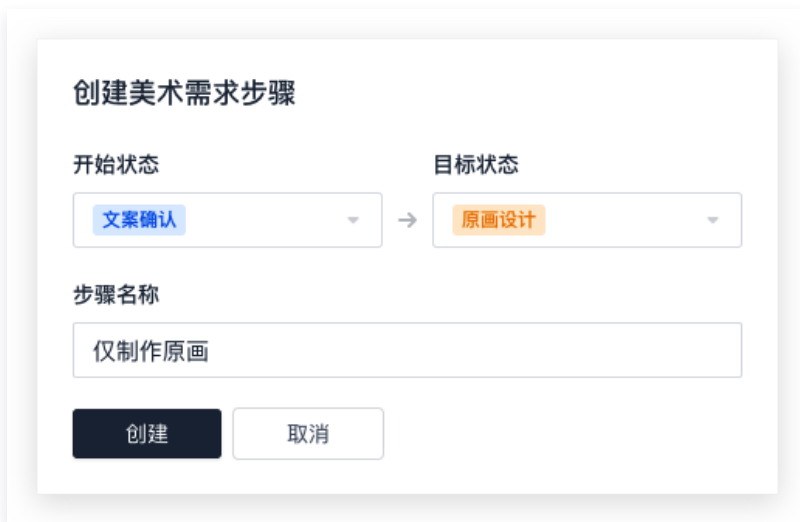 创建美术需求步骤
开始状态 目标状态
文案确认 → 原画设计
步骤名称
仅制作原画
创建 取消